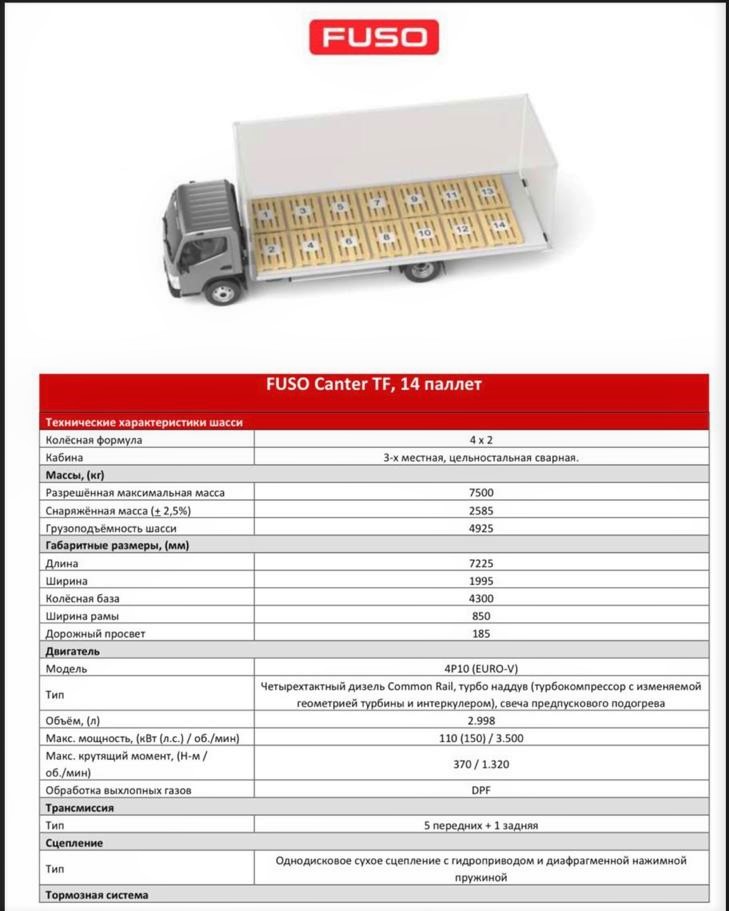 FUSO
1 3 5 7 9 11 13
2 4 6 8 10 12 14
FUSO Canter TF, 14 паллет
Технические характеристики шасси
Колёсная формула 4 x 2
Кабина 3-х местная, цельностальная сварная.
Массы, (кг)
Разрешённая максимальная масса 7500
Снаряжённая масса (± 2,5%) 2585
Грузоподъёмность шасси 4925
Габаритные размеры, (мм)
Длина 7225
Ширина 1995
Колёсная база 4300
Ширина рамы 850
Дорожный просвет 185
Двигатель
Модель 4P10 (EURO-V)
Тип Четырехтактный дизель Common Rail, турбо наддув (турбокомпрессор с изменяемой
геометрией турбины и интеркулером), свеча предпускового подогрева
Объём, (л) 2.998
Макс. мощность, (кВт (л.с.) / об./мин) 110 (150) / 3.500
Макс. крутящий момент, (Н-м /
об./мин) 370 / 1.320
Обработка выхлопных газов DPF
Трансмиссия
Тип 5 передних + 1 задняя
Сцепление
Тип Однодисковое сухое сцепление с гидроприводом и диафрагменной нажимной
пружиной
Тормозная система